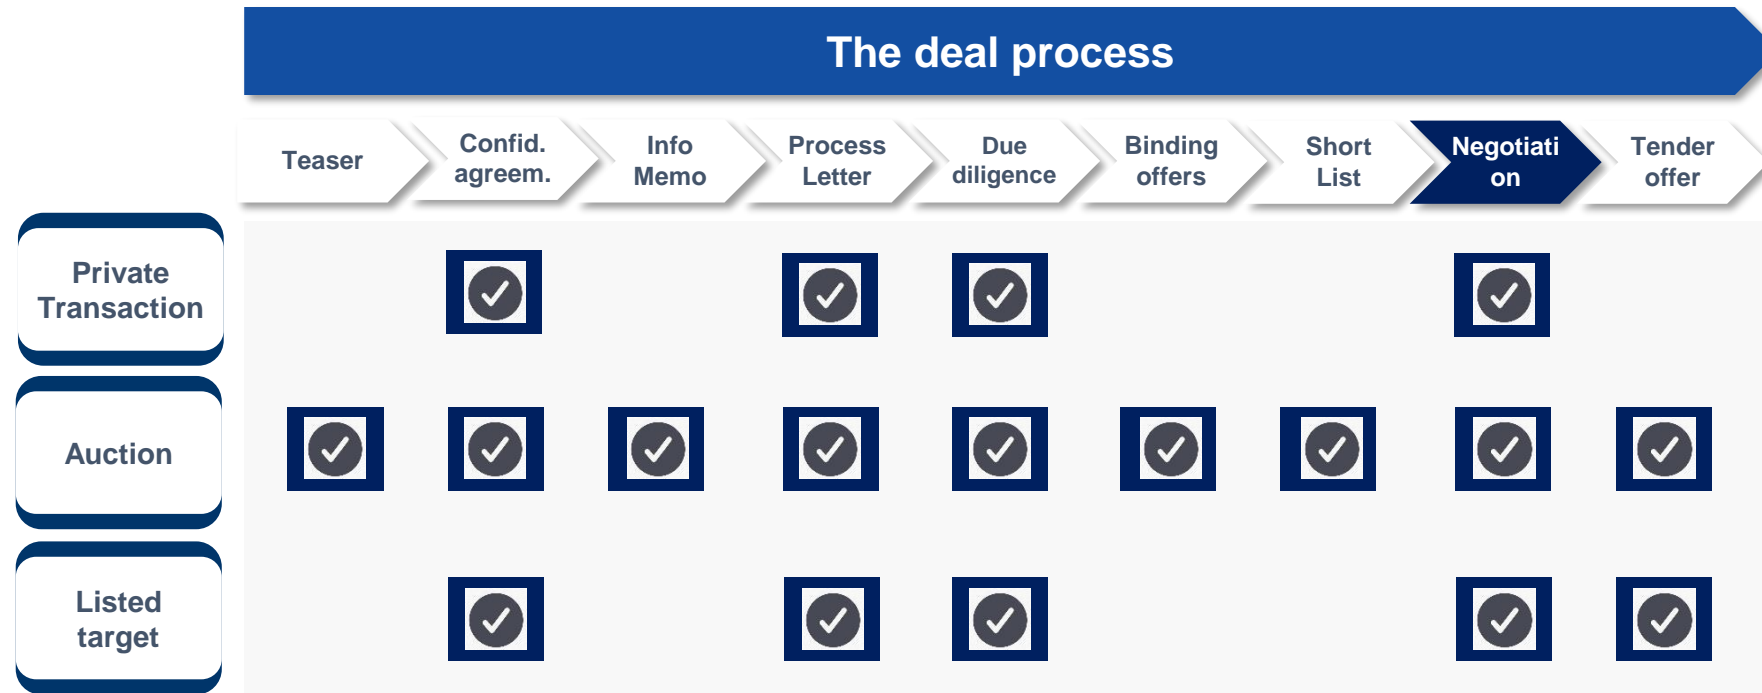 The deal process
Teaser
Confid.
agreem.
Info
Memo
Process
Letter
Due
diligence
Binding
offers
Short
List
Negotiati
on
Tender
offer
Private
Transaction
Auction
Listed
target